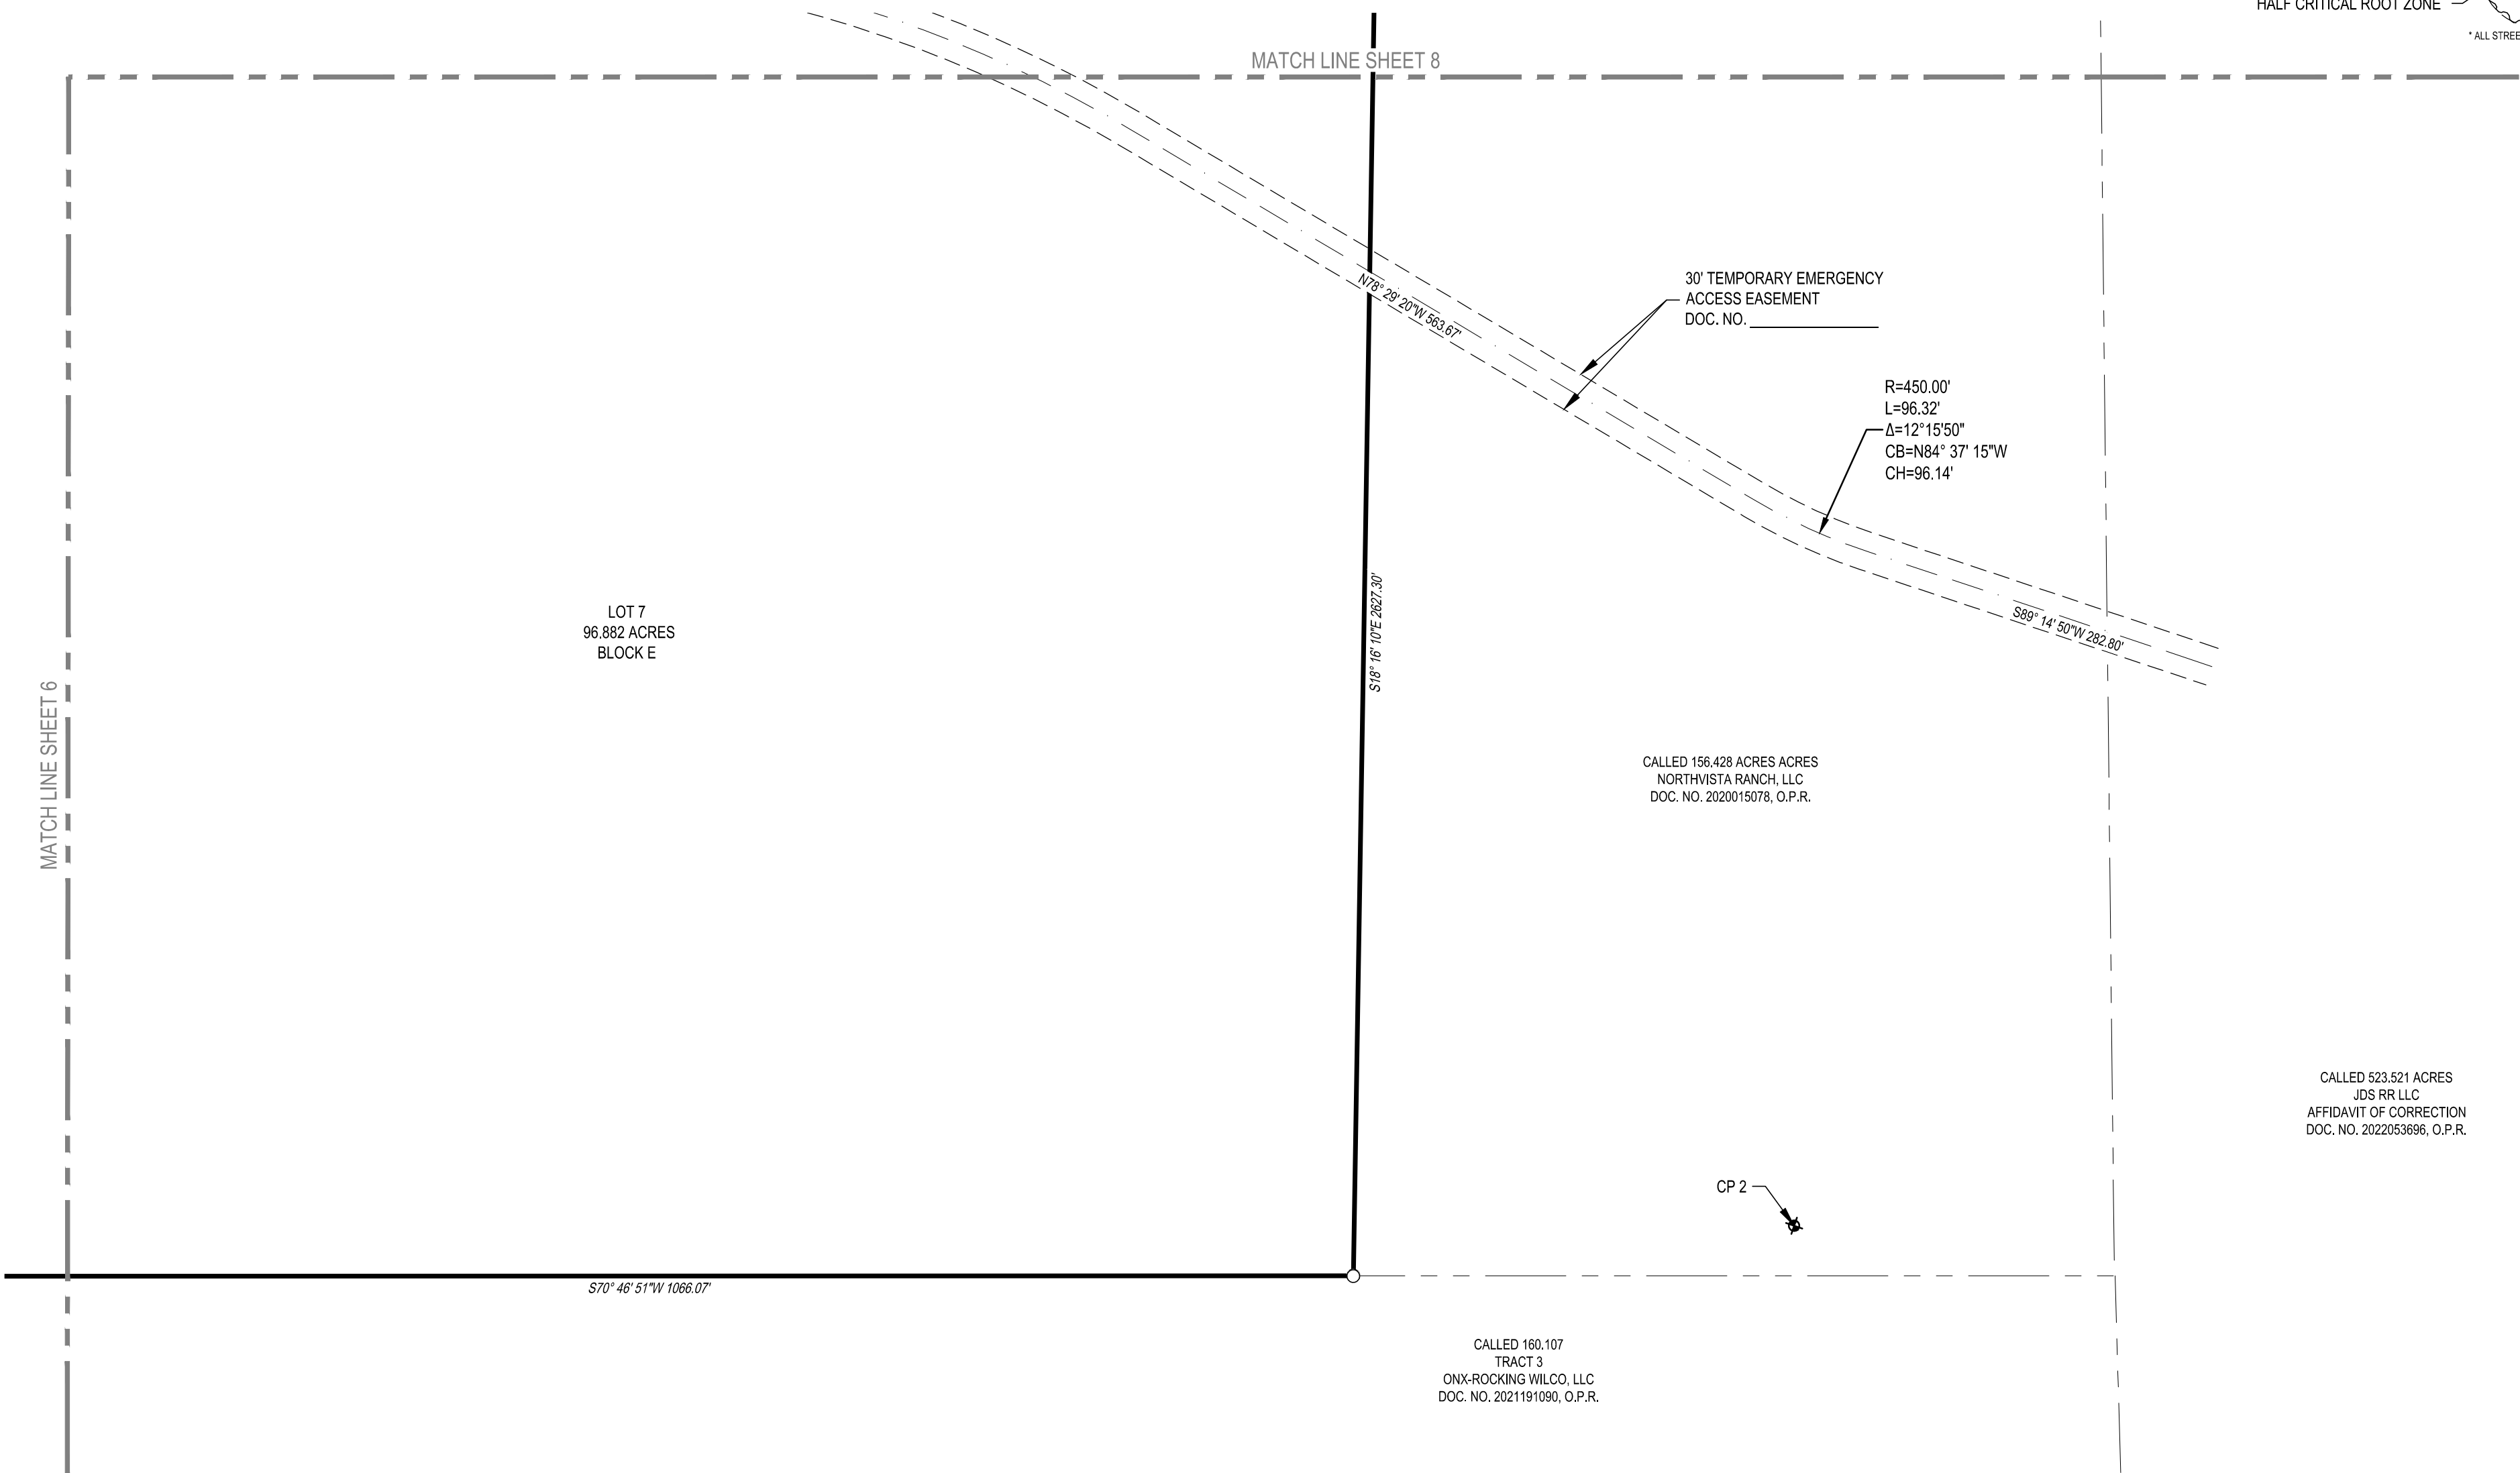 HALF CRITICAL ROOT ZONE
* ALL STREE
MATCH LINE SHEET 8
30' TEMPORARY EMERGENCY
ACCESS EASEMENT
DOC. NO.
N78° 29' 20"W 563.67'
R=450.00'
L=96.32'
Δ=12°15'50"
CB=N84° 37' 15"W
CH=96.14'
S89° 14' 50"W 282.80'
LOT 7
96.882 ACRES
BLOCK E
S18° 16' 10"E 2627.30'
MATCH LINE SHEET 6
CALLED 156.428 ACRES ACRES
NORTHVISTA RANCH, LLC
DOC. NO. 2020015078, O.P.R.
CALLED 523.521 ACRES
JDS RR LLC
AFFIDAVIT OF CORRECTION
DOC. NO. 2022053696, O.P.R.
CP 2
S70° 46' 51"W 1066.07'
CALLED 160.107
TRACT 3
ONX-ROCKING WILCO, LLC
DOC. NO. 2021191090, O.P.R.